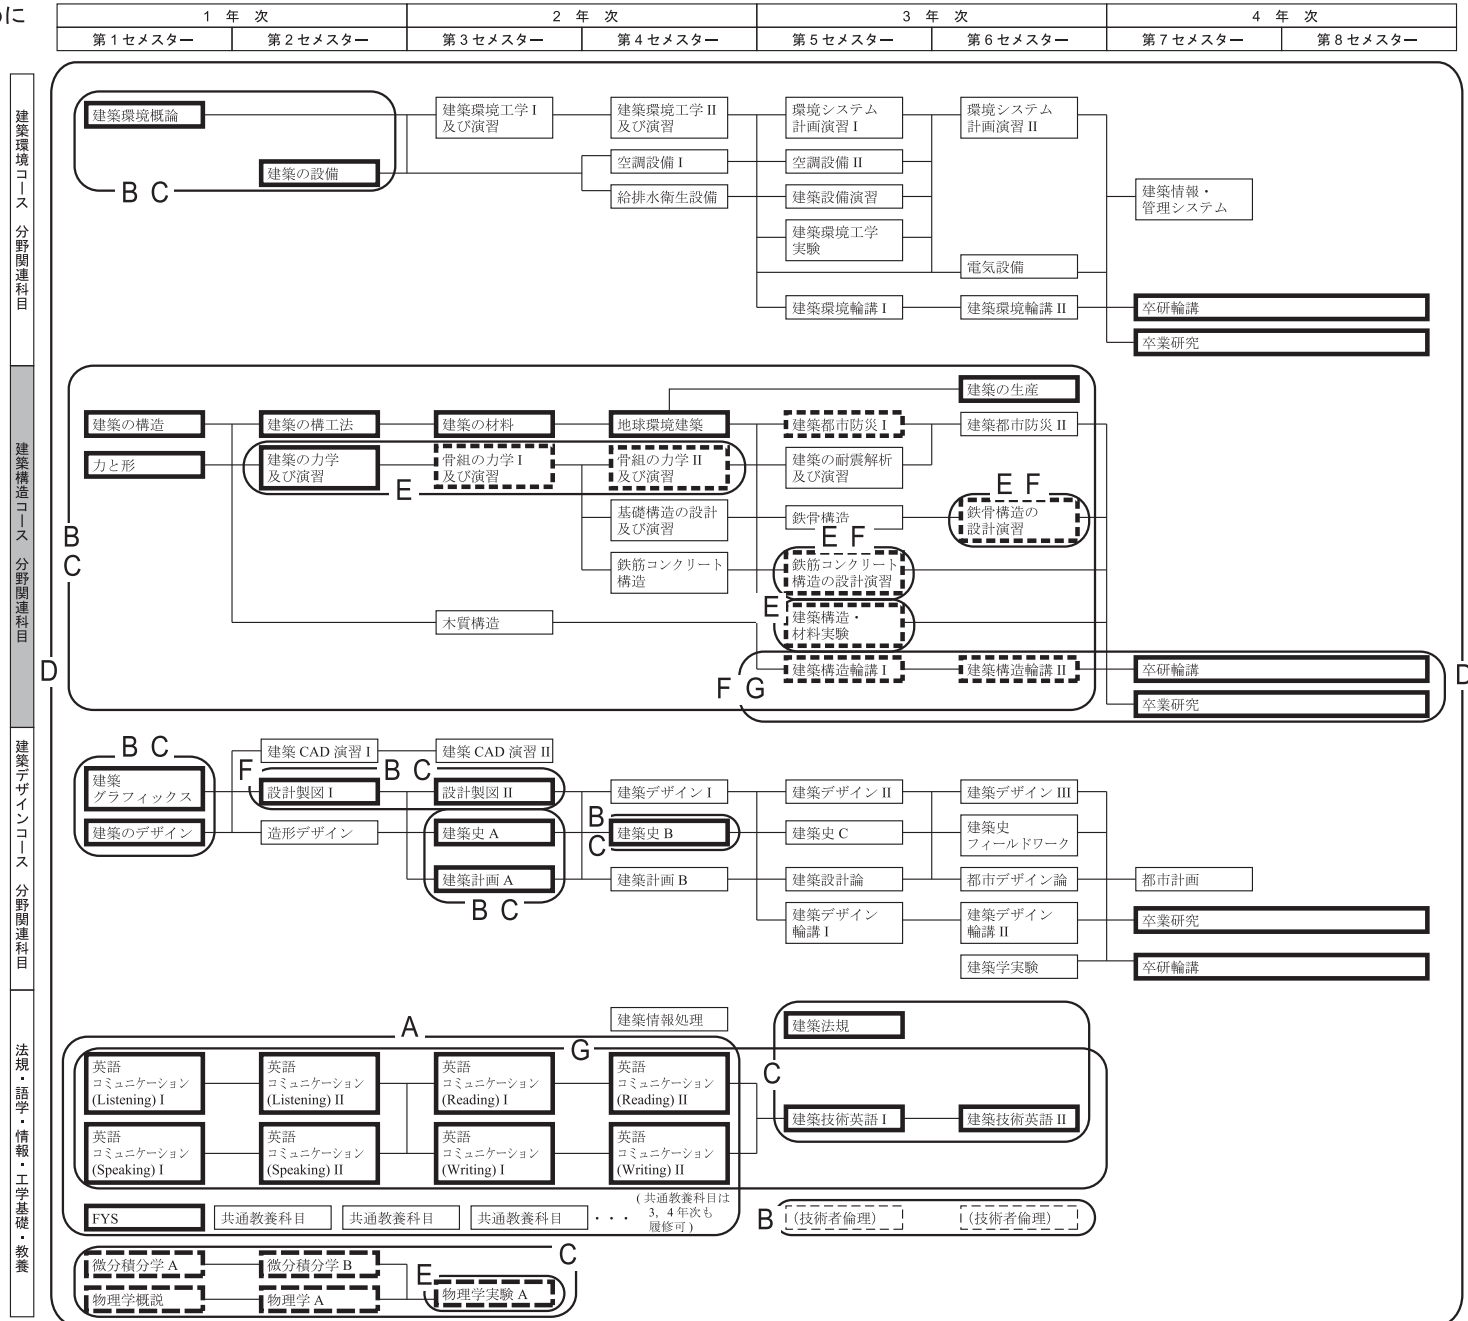 めに
1 年 次
2 年 次
3 年 次
4 年 次
第1セメスター
第2セメスター
第3セメスター
第4セメスター
第5セメスター
第6セメスター
第7セメスター
第8セメスター
建築環境コース 分野関連科目
建築環境概論
建築環境工学 I
及び演習
建築環境工学 II
及び演習
環境システム
計画演習 I
環境システム
計画演習 II
建築の設備
空調設備 I
空調設備 II
B C
給排水衛生設備
建築設備演習
建築情報・
管理システム
建築環境工学
実験
電気設備
建築環境輪講 I
建築環境輪講 II
卒研輪講
卒業研究
建築構造コース 分野関連科目
建築の生産
建築の構造
建築の構工法
建築の材料
地球環境建築
建築都市防災 I
建築都市防災 II
力と形
建築の力学
及び演習
骨組の力学 I
及び演習
骨組の力学 II
及び演習
建築の耐震解析
及び演習
E
E F
B
C
基礎構造の設計
及び演習
鉄骨構造
鉄骨構造の
設計演習
E F
鉄筋コンクリート
構造
鉄筋コンクリート
構造の設計演習
E
木質構造
建築構造・
材料実験
D
F G
建築構造輪講 I
建築構造輪講 II
卒研輪講
D
卒業研究
建築デザインコース 分野関連科目
B C
建築 CAD 演習 I
建築 CAD 演習 II
F
B C
建築
グラフィックス
設計製図 I
設計製図 II
建築デザイン I
建築デザイン II
建築デザイン III
B
C
建築のデザイン
造形デザイン
建築史 A
建築史 B
建築史 C
建築史
フィールドワーク
建築計画 A
建築計画 B
建築設計論
都市デザイン論
都市計画
B C
建築デザイン
輪講 I
建築デザイン
輪講 II
卒業研究
建築学実験
卒研輪講
法規・語学・情報・工学基礎・教養
建築情報処理
建築法規
A
G
C
英語
コミュニケーション
(Listening) I
英語
コミュニケーション
(Listening) II
英語
コミュニケーション
(Reading) I
英語
コミュニケーション
(Reading) II
建築技術英語 I
建築技術英語 II
英語
コミュニケーション
(Speaking) I
英語
コミュニケーション
(Speaking) II
英語
コミュニケーション
(Writing) I
英語
コミュニケーション
(Writing) II
FYS
共通教養科目
共通教養科目
共通教養科目
・・・
(共通教養科目は
3,4年次も
履修可)
B
(技術者倫理)
(技術者倫理)
C
微分積分学 A
微分積分学 B
E
物理学概説
物理学 A
物理学実験 A